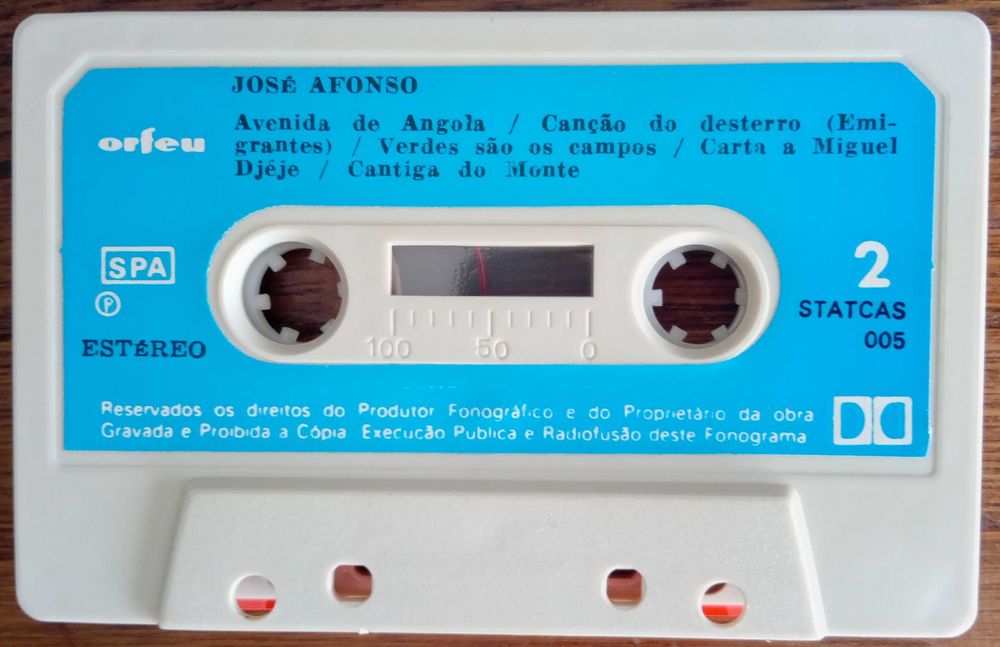 JOSÉ AFONSO
orfeu
Avenida de Angola / Canção do desterro (Emi-
grantes) / Verdes são os campos / Carta a Miguel
Djéje / Cantiga do Monte
SPA
P
ESTÉREO
2
STATCAS
005
100 50 0
Reservados os direitos do Produtor Fonográfico e do Proprietário da obra
Gravada e Proibida a Cópia Execucão Publica e Radiofusão deste Fonograma